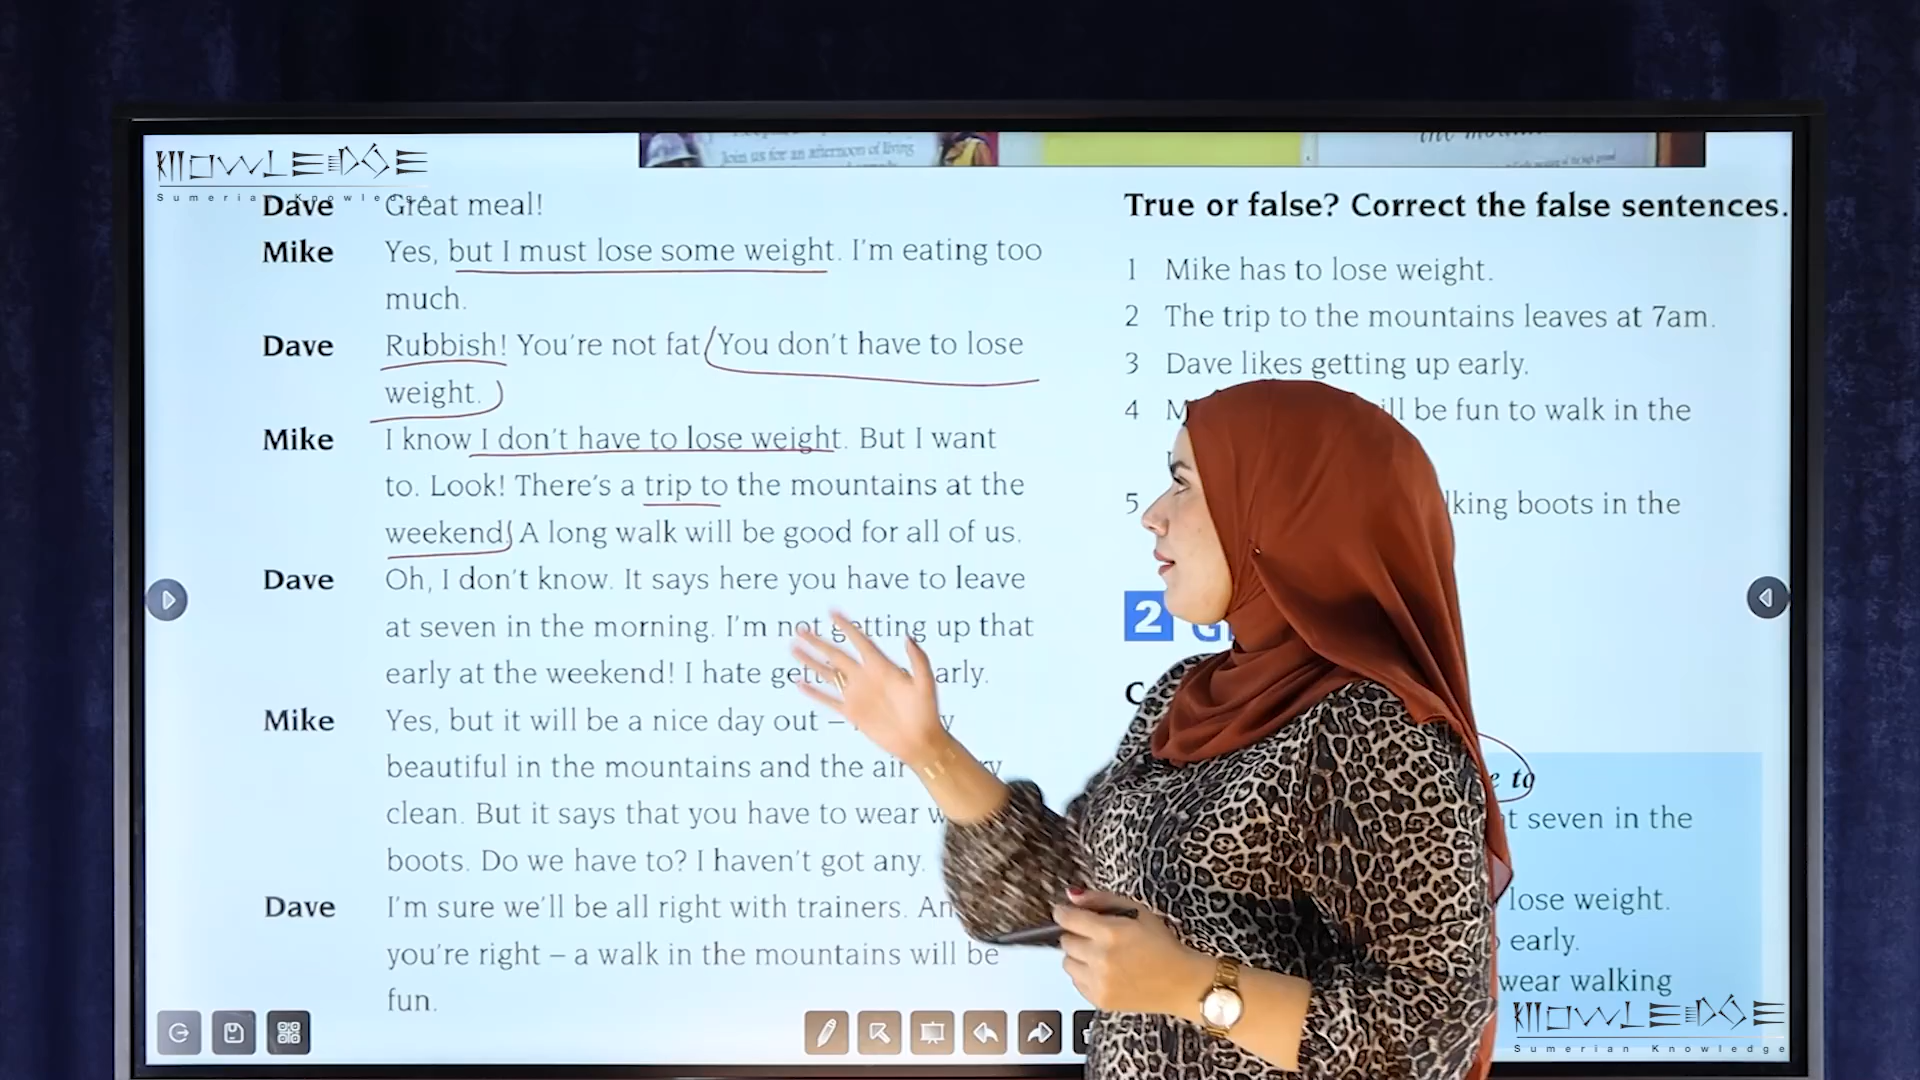 KNOWLEDGE
Sumerian Knowledge
Join us for an afternoon of living
Dave Great meal!
Mike Yes, but I must lose some weight. I'm eating too
much.
Dave Rubbish! You're not fat. You don't have to lose
weight.
Mike I know I don't have to lose weight. But I want
to. Look! There's a trip to the mountains at the
weekend. A long walk will be good for all of us.
Dave Oh, I don't know. It says here you have to leave
at seven in the morning. I'm not getting up that
early at the weekend! I hate
Mike Yes, but it will be a nice day out –
beautiful in the mountains and the air
clean. But it says that you have to wear
boots. Do we have to? I haven't got any.
Dave I'm sure we'll be all right with trainers.
you're right – a walk in the mountains will be
fun.
True or false? Correct the false sentences.
1 Mike has to lose weight.
2 The trip to the mountains leaves at 7am.
3 Dave likes getting up early.
4 be fun to walk in the
5 boots in the
2
to
at seven in the
lose weight.
early.
wear walking
KNOWLEDGE
Sumerian Knowledge